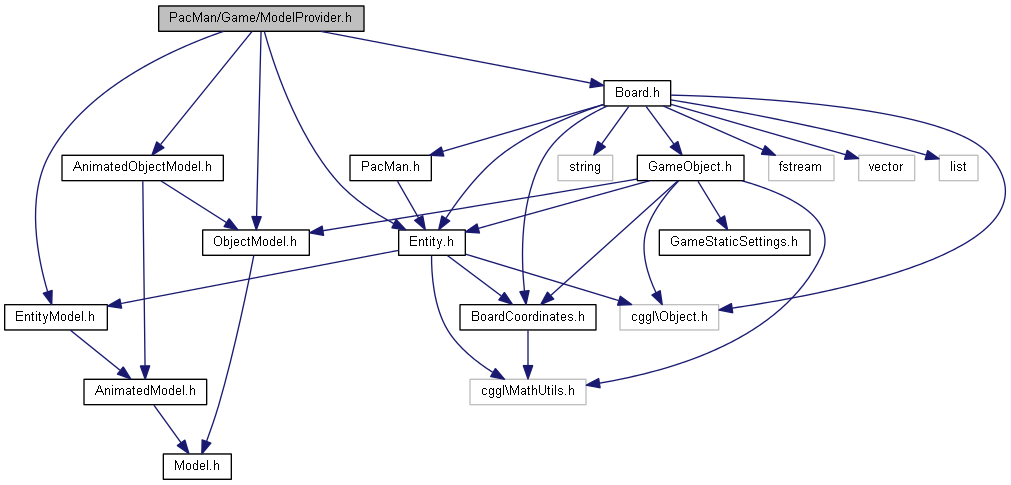 PacMan/Game/ModelProvider.h
Board.h
AnimatedObjectModel.h
PacMan.h
string
GameObject.h
fstream
vector
list
ObjectModel.h
Entity.h
GameStaticSettings.h
EntityModel.h
BoardCoordinates.h
cggl\Object.h
AnimatedModel.h
cggl\MathUtils.h
Model.h